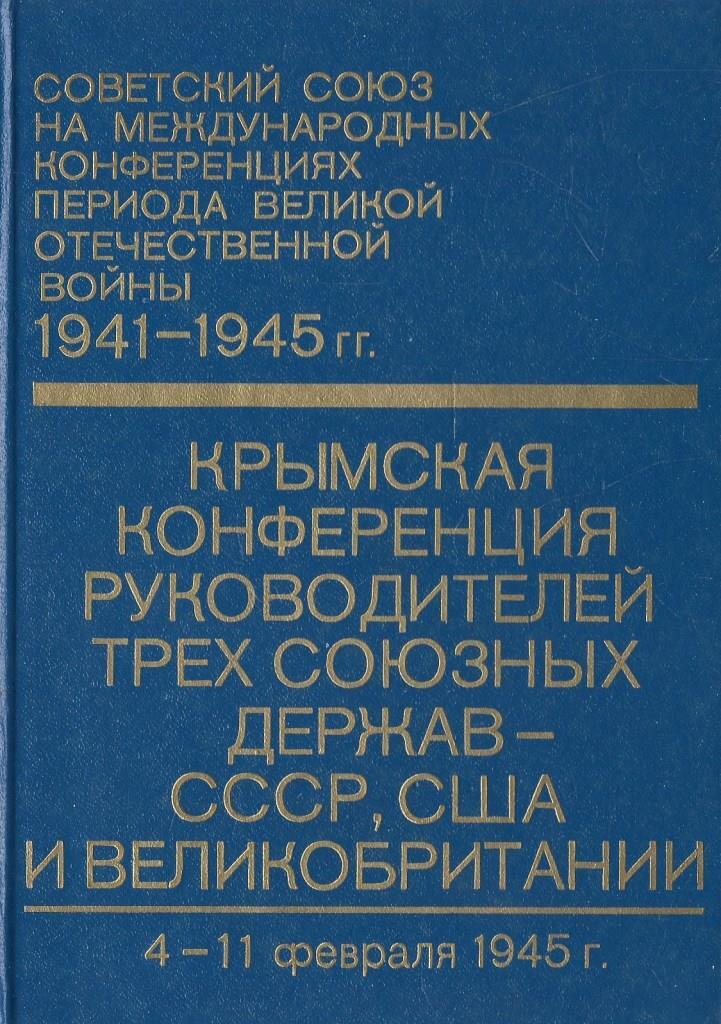 СОВЕТСКИЙ СОЮЗ
НА МЕЖДУНАРОДНЫХ
КОНФЕРЕНЦИЯХ
ПЕРИОДА ВЕЛИКОЙ
ОТЕЧЕСТВЕННОЙ
ВОЙНЫ
1941–1945 гг.
КРЫМСКАЯ
КОНФЕРЕНЦИЯ
РУКОВОДИТЕЛЕЙ
ТРЕХ СОЮЗНЫХ
ДЕРЖАВ –
СССР, США
И ВЕЛИКОБРИТАНИИ
4 – 11 февраля 1945 г.